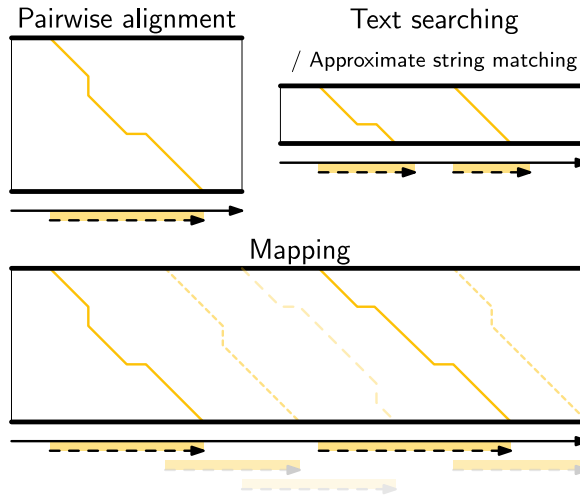 Pairwise alignment
Text searching
/ Approximate string matching
Mapping